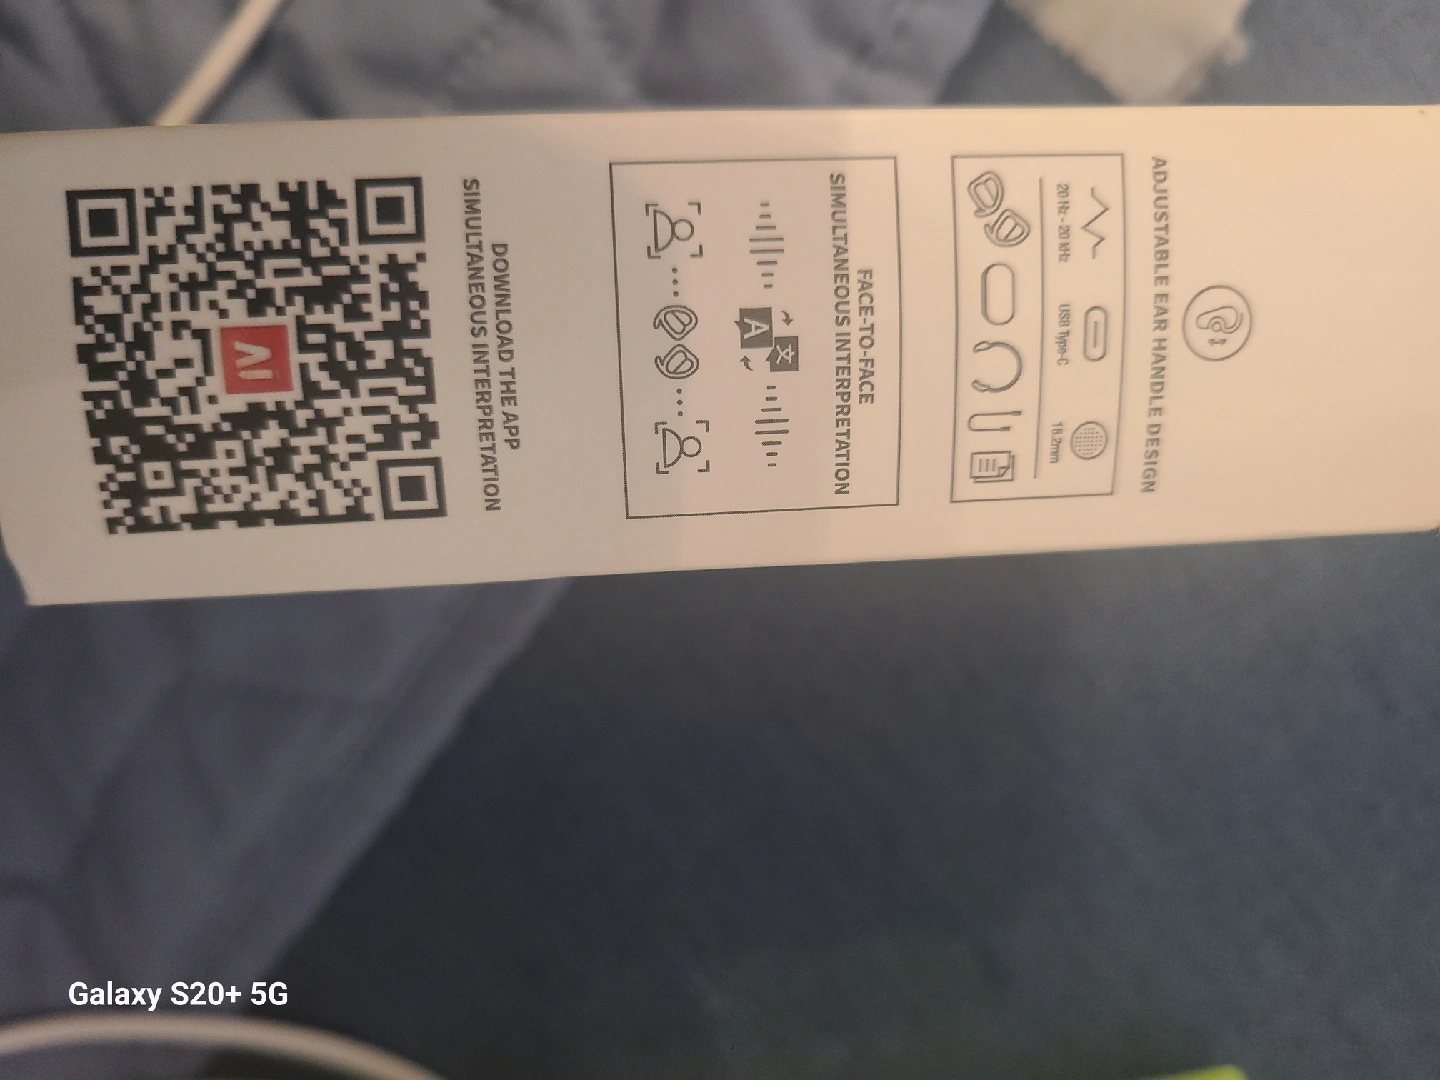 ADJUSTABLE EAR HANDLE DESIGN
20 Hz - 20 kHz
USB Type-C
16.2mm
FACE-TO-FACE
SIMULTANEOUS INTERPRETATION
A
文
DOWNLOAD THE APP
SIMULTANEOUS INTERPRETATION
Galaxy S20+ 5G